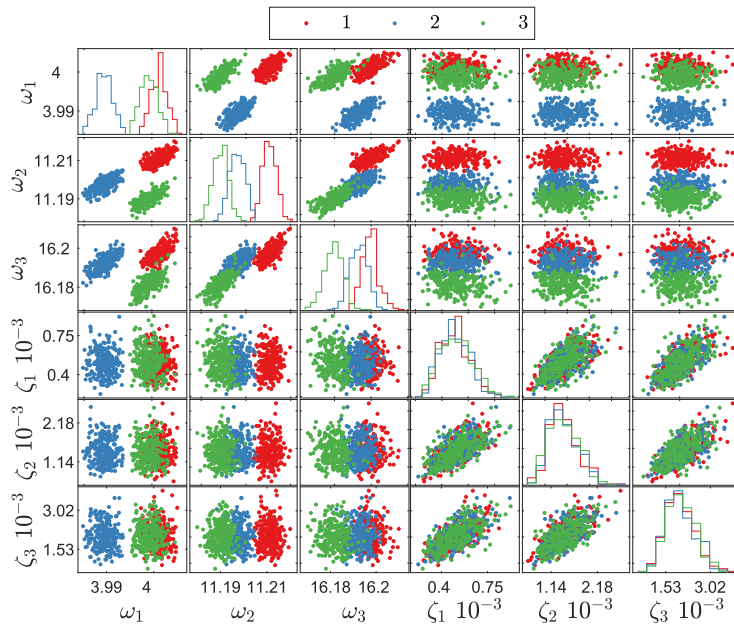 1 2 3
ω₁ 4 3.99
ω₂ 11.21 11.19
ω₃ 16.2 16.18
ζ₁ 10⁻³ 0.75 0.4
ζ₂ 10⁻³ 2.18 1.14
ζ₃ 10⁻³ 3.02 1.53
3.99 4 11.19 11.21 16.18 16.2 0.4 0.75 1.14 2.18 1.53 3.02
ω₁ ω₂ ω₃ ζ₁ 10⁻³ ζ₂ 10⁻³ ζ₃ 10⁻³